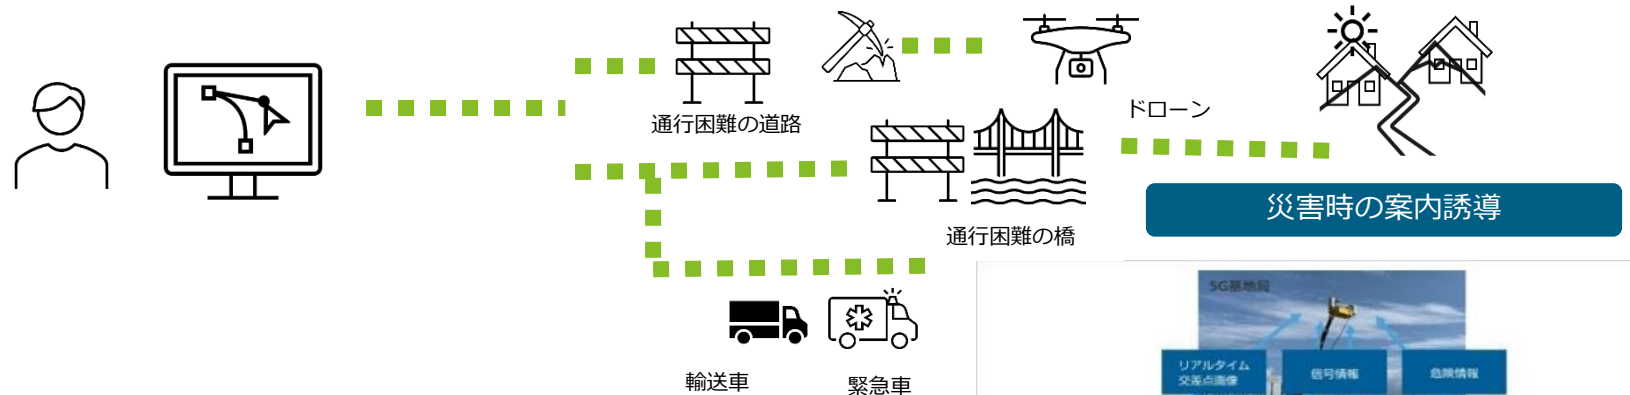 ドローン
通行困難の道路
災害時の案内誘導
通行困難の橋
5G基地局
リアルタイム
交差点画像
信号情報
危険情報
輸送車
緊急車